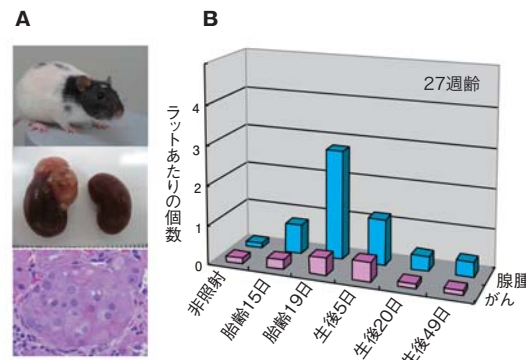 A
B
27週齢
ラットあたりの個数
4
3
2
1
0
非照射
胎齢15日
胎齢19日
生後5日
生後20日
生後49日
腺腫
がん